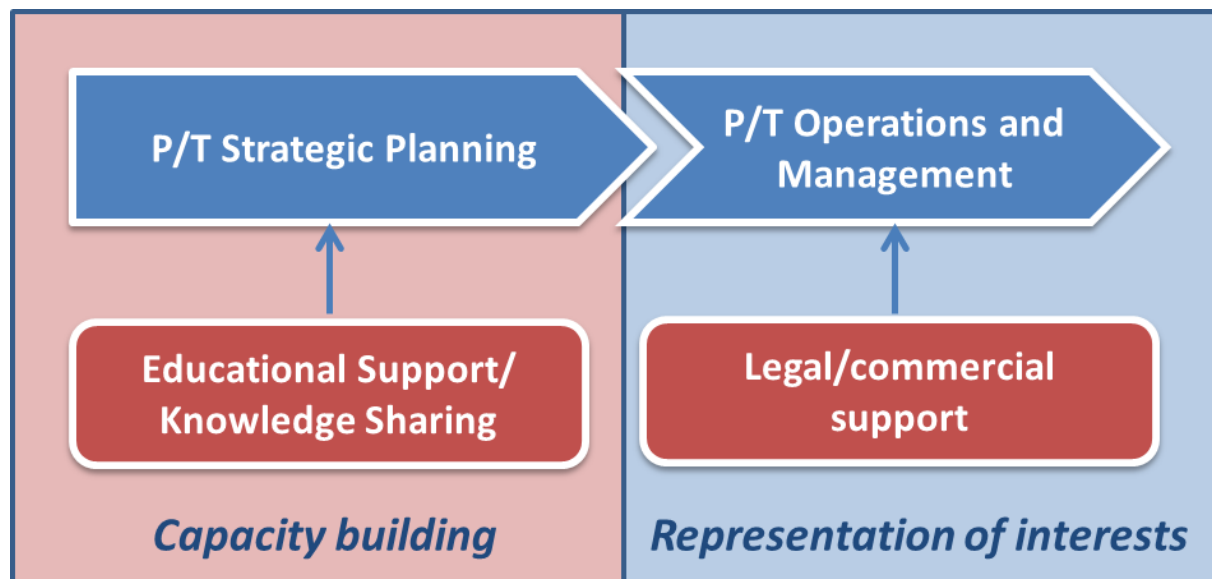 P/T Strategic Planning
P/T Operations and
Management
Educational Support/
Knowledge Sharing
Legal/commercial
support
Capacity building
Representation of interests